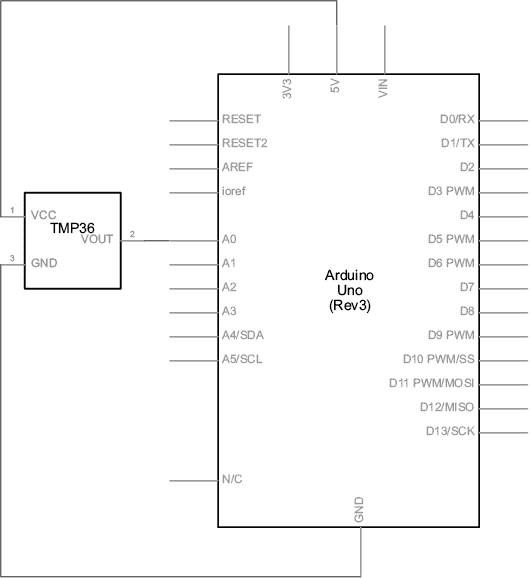 3V3
5V
VIN
RESET
RESET2
AREF
ioref
A0
A1
A2
A3
A4/SDA
A5/SCL
N/C
D0/RX
D1/TX
D2
D3 PWM
D4
D5 PWM
D6 PWM
D7
D8
D9 PWM
D10 PWM/SS
D11 PWM/MOSI
D12/MISO
D13/SCK
Arduino
Uno
(Rev3)
GND
1
VCC
TMP36
VOUT
2
3
GND